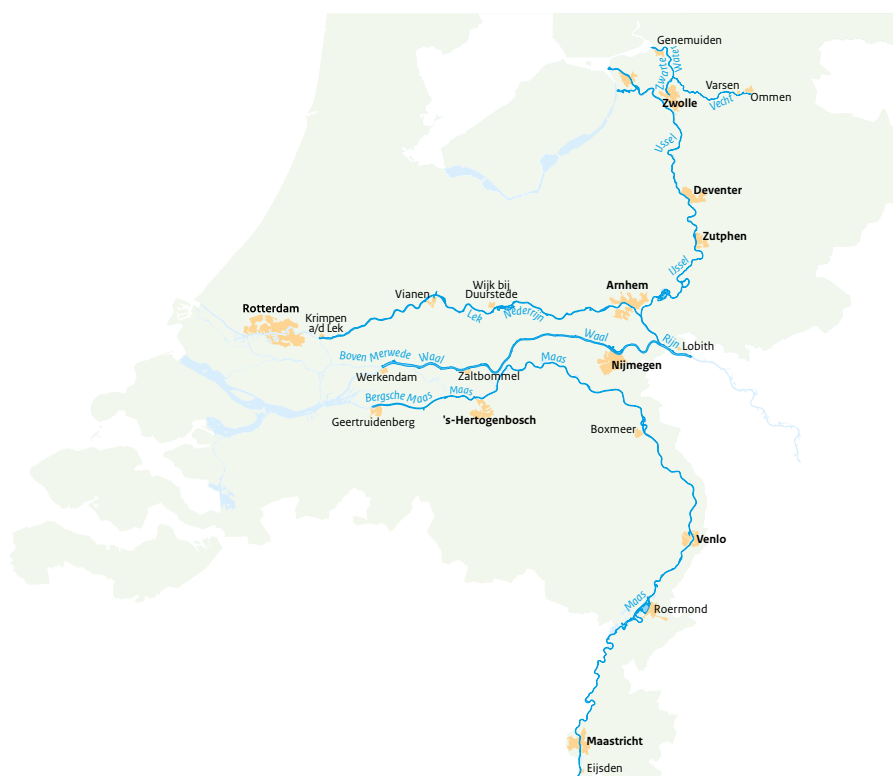 Genemuiden
Zwarte
Water
Varsen
Ommen
Vecht
Zwolle
IJssel
Deventer
Zutphen
IJssel
Arnhem
Wijk bij
Duurstede
Vianen
Lek
Nederrijn
Rotterdam
Krimpen
a/d Lek
Waal
Rijn
Lobith
Boven Merwede
Waal
Maas
Nijmegen
Werkendam
Zaltbommel
Bergsche Maas
Maas
Geertruidenberg
's-Hertogenbosch
Boxmeer
Venlo
Maas
Roermond
Maastricht
Eijsden